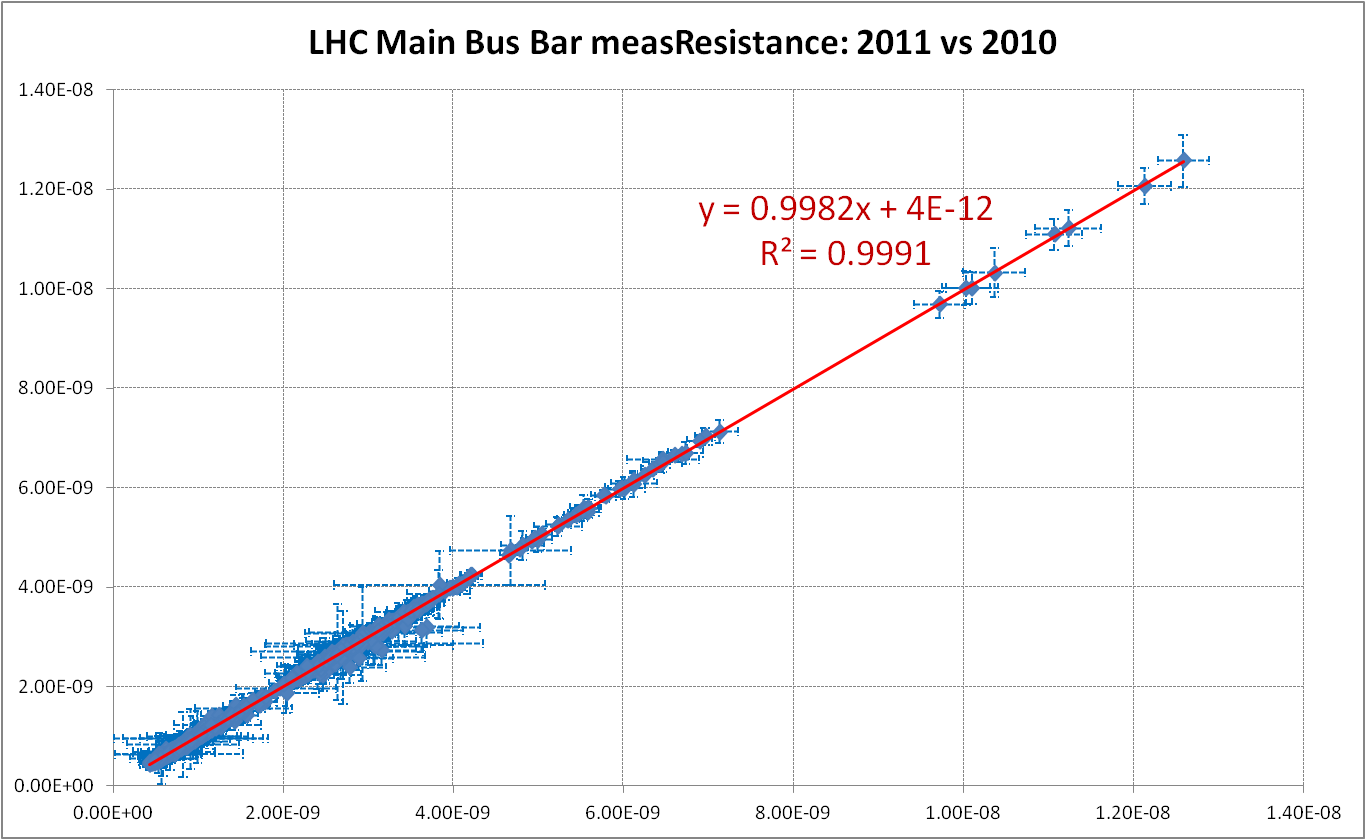 LHC Main Bus Bar measResistance: 2011 vs 2010
1.40E-08
1.20E-08
1.00E-08
8.00E-09
6.00E-09
4.00E-09
2.00E-09
0.00E+00
y = 0.9982x + 4E-12
R² = 0.9991
0.00E+00 2.00E-09 4.00E-09 6.00E-09 8.00E-09 1.00E-08 1.20E-08 1.40E-08